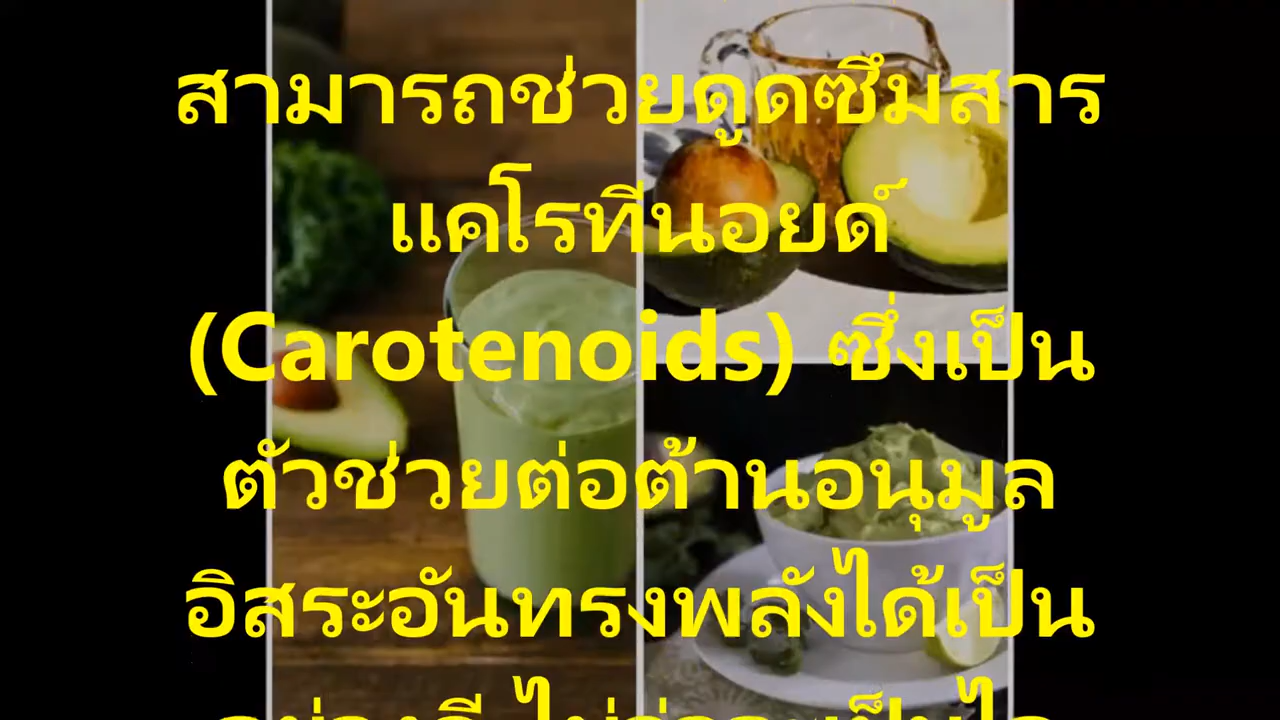 สามารถช่วยดูดซึมสาร
แคโรทีนอยด์
(Carotenoids) ซึ่งเป็น
ตัวช่วยต่อต้านอนุมูล
อิสระอันทรงพลังได้เป็น